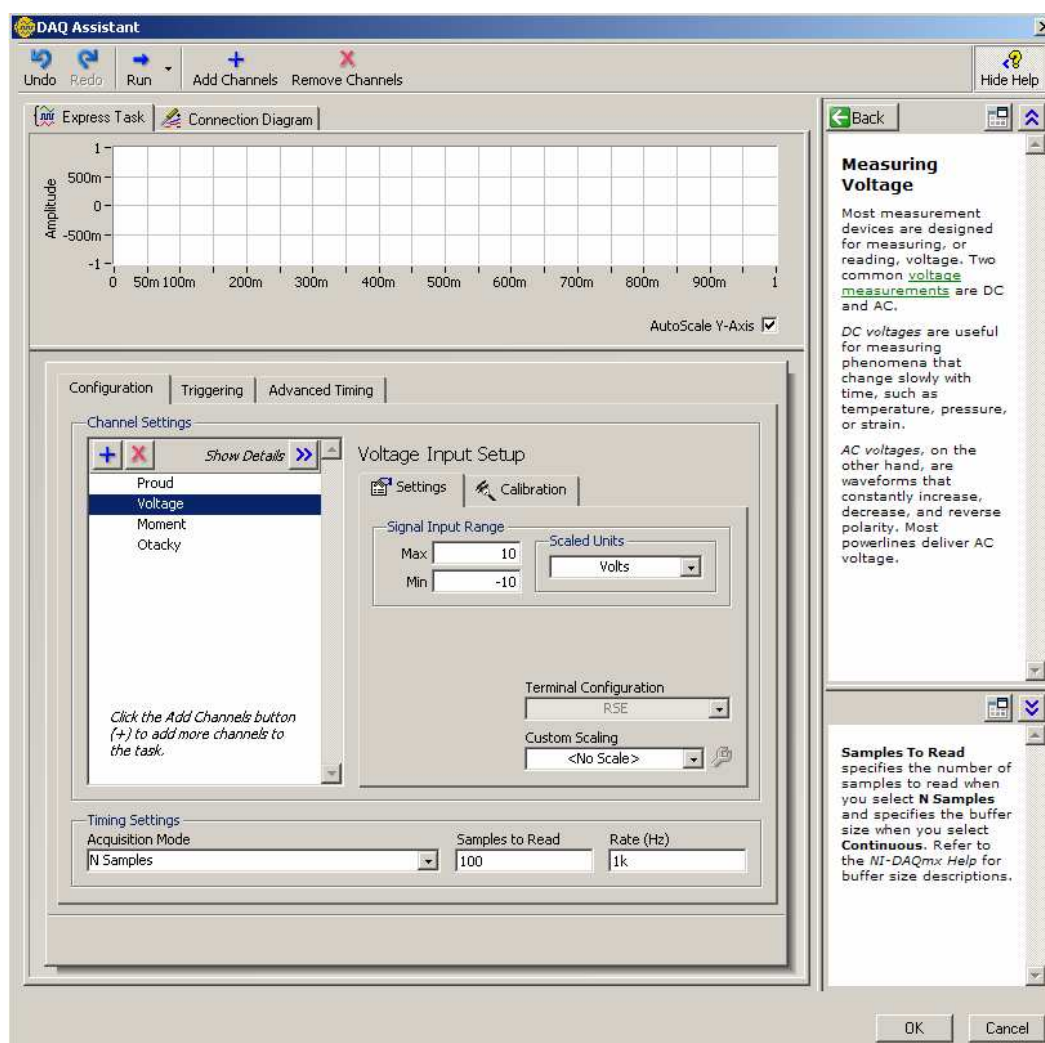 DAQ Assistant
Undo Redo Run Add Channels Remove Channels Hide Help
Express Task Connection Diagram
Amplitude
1
500m
0
-500m
-1
0 50m 100m 200m 300m 400m 500m 600m 700m 800m 900m 1
AutoScale Y-Axis
Configuration Triggering Advanced Timing
Channel Settings
Show Details
Proud
Voltage
Moment
Otacky
Click the Add Channels button
(+) to add more channels to
the task.
Voltage Input Setup
Settings Calibration
Signal Input Range
Max 10
Min -10
Scaled Units
Volts
Terminal Configuration
RSE
Custom Scaling
<No Scale>
Timing Settings
Acquisition Mode Samples to Read Rate (Hz)
N Samples 100 1k
Back
Measuring
Voltage
Most measurement
devices are designed
for measuring, or
reading, voltage. Two
common voltage
measurements are DC
and AC.
DC voltages are useful
for measuring
phenomena that
change slowly with
time, such as
temperature, pressure,
or strain.
AC voltages, on the
other hand, are
waveforms that
constantly increase,
decrease, and reverse
polarity. Most
powerlines deliver AC
voltage.
Samples To Read
specifies the number of
samples to read when
you select N Samples
and specifies the buffer
size when you select
Continuous. Refer to
the NI-DAQmx Help for
buffer size descriptions.
OK Cancel